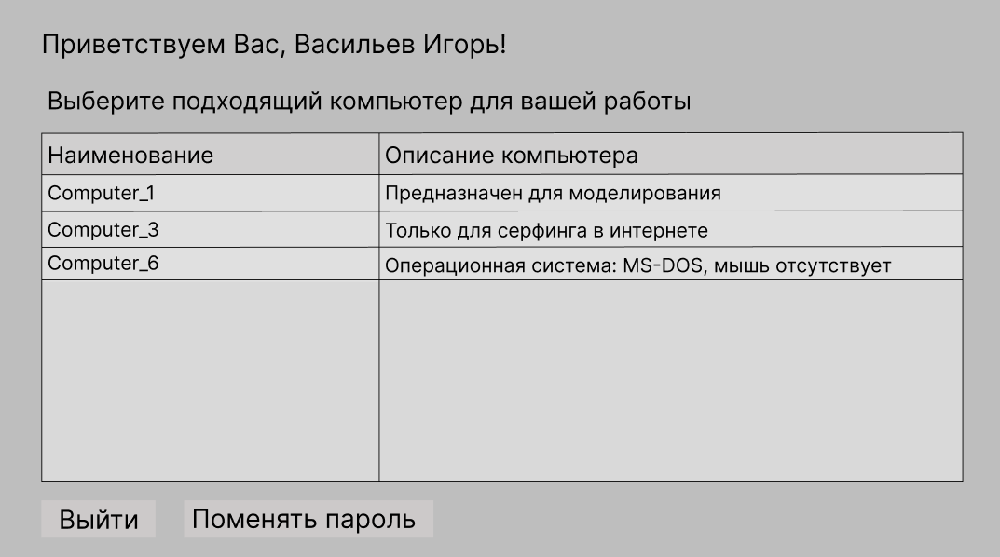 Приветствуем Вас, Васильев Игорь!
Выберите подходящий компьютер для вашей работы
Наименование Описание компьютера
Computer_1 Предназначен для моделирования
Computer_3 Только для серфинга в интернете
Computer_6 Операционная система: MS-DOS, мышь отсутствует
Выйти Поменять пароль